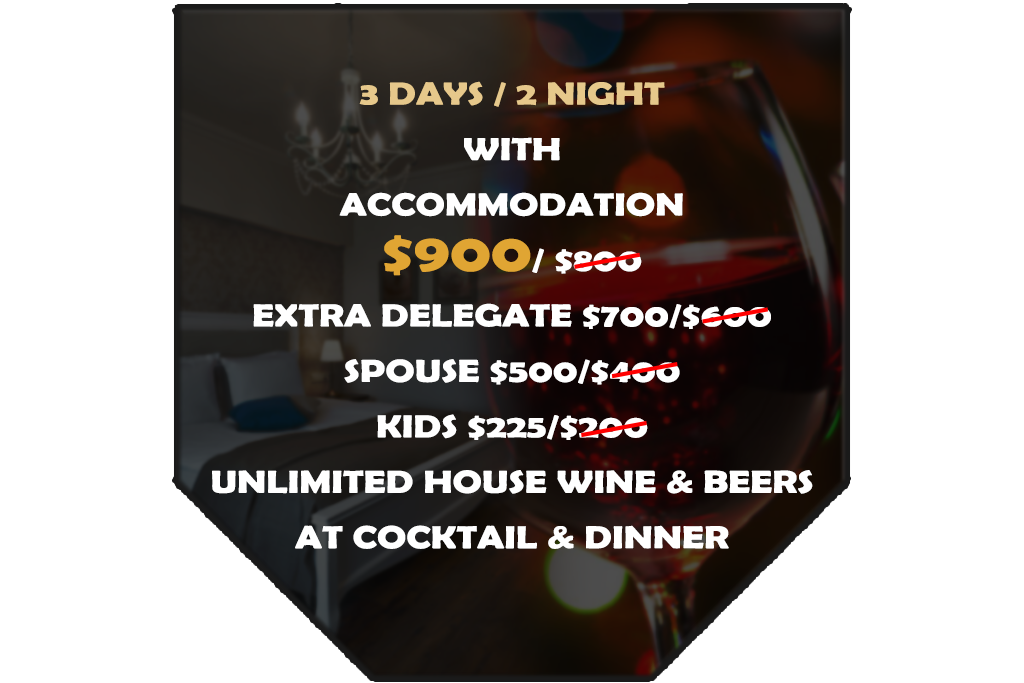 3 DAYS / 2 NIGHT
WITH
ACCOMMODATION
$900/ $800
EXTRA DELEGATE $700/$600
SPOUSE $500/$400
KIDS $225/$200
UNLIMITED HOUSE WINE & BEERS
AT COCKTAIL & DINNER